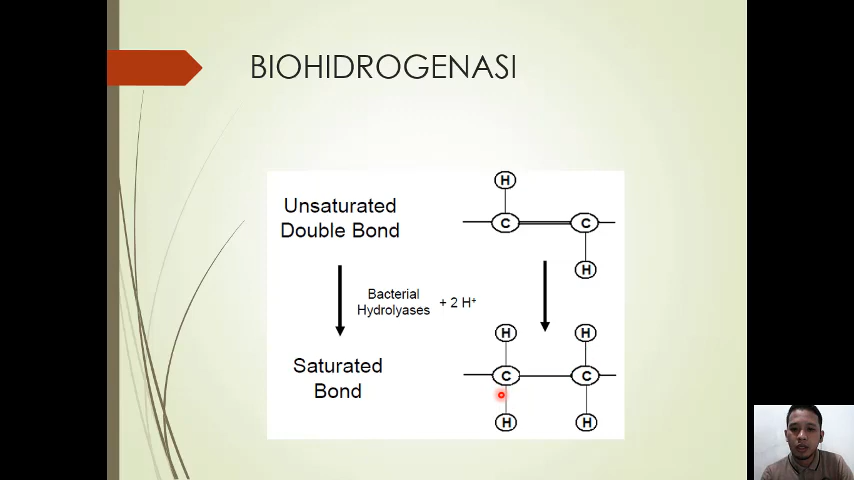 BIOHIDROGENASI
Unsaturated
Double Bond
H
C
C
H
Bacterial
Hydrolyases
+ 2 H⁺
Saturated
Bond
H
H
C
C
H
H